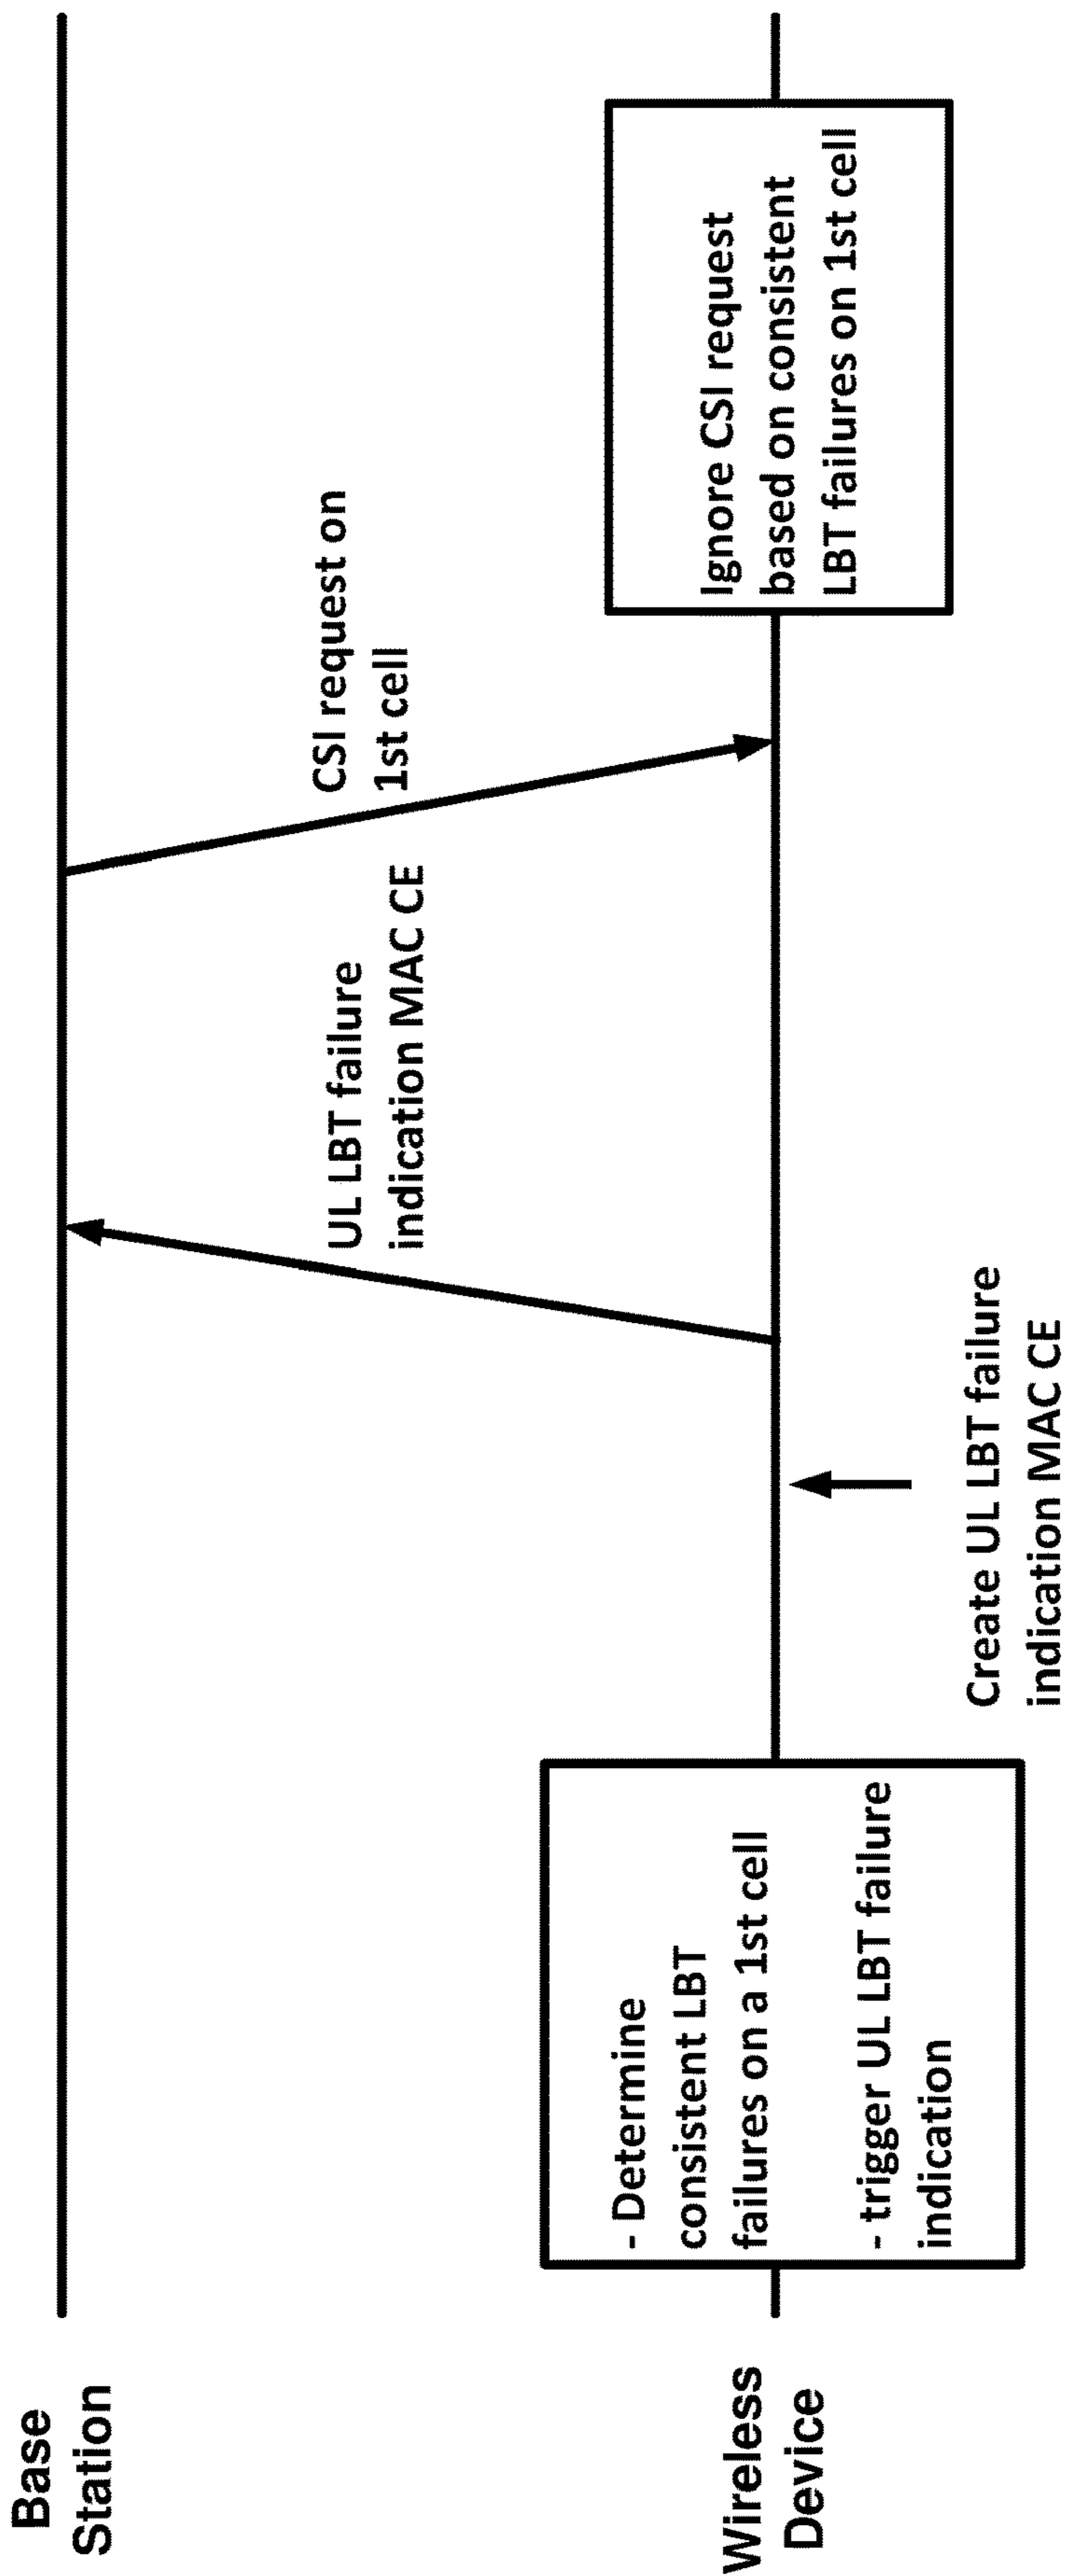 Base
Station
Wireless
Device
- Determine
consistent LBT
failures on a 1st cell
- trigger UL LBT failure
indication
Create UL LBT failure
indication MAC CE
UL LBT failure
indication MAC CE
CSI request on
1st cell
Ignore CSI request
based on consistent
LBT failures on 1st cell